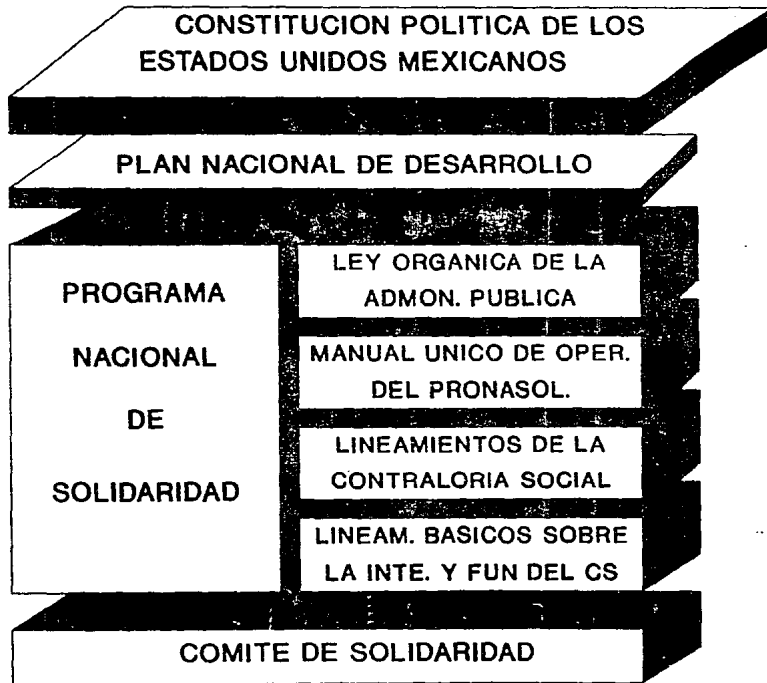 CONSTITUCION POLITICA DE LOS
ESTADOS UNIDOS MEXICANOS
PLAN NACIONAL DE DESARROLLO
PROGRAMA
NACIONAL
DE
SOLIDARIDAD
LEY ORGANICA DE LA
ADMON. PUBLICA
MANUAL UNICO DE OPER.
DEL PRONASOL.
LINEAMIENTOS DE LA
CONTRALORIA SOCIAL
LINEAM. BASICOS SOBRE
LA INTE. Y FUN DEL CS
COMITE DE SOLIDARIDAD